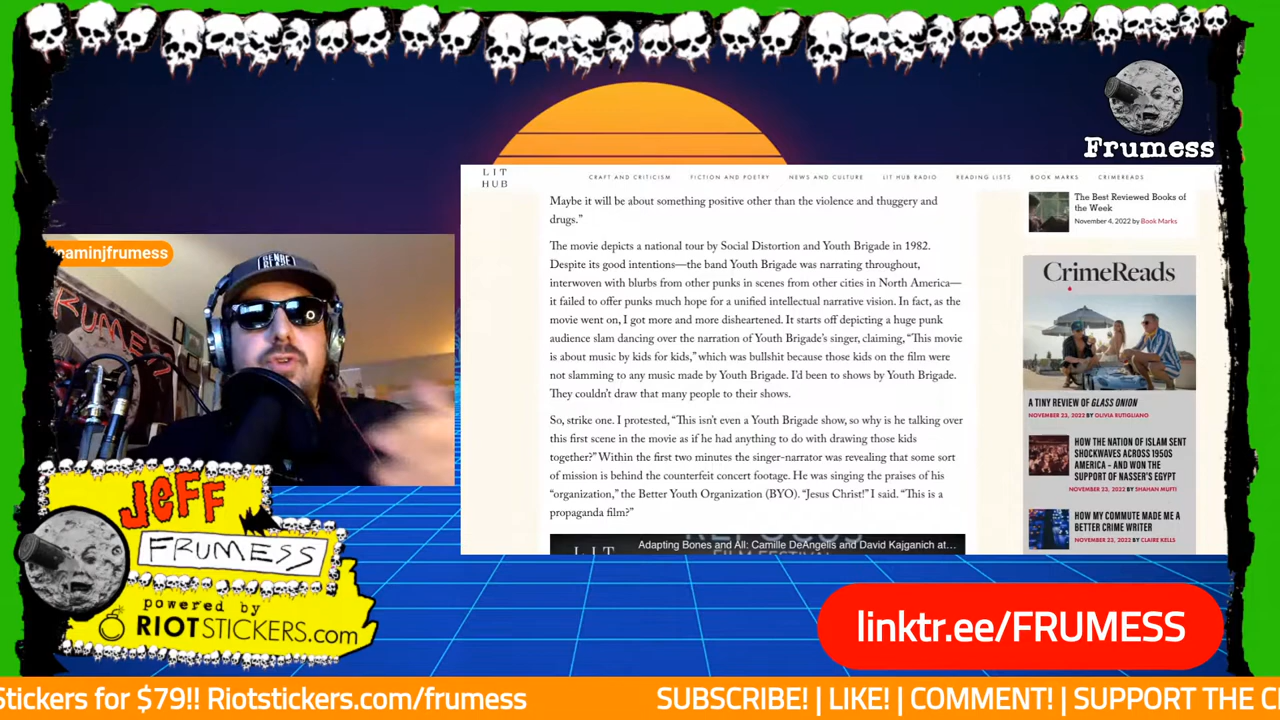 Frumess
LIT
HUB
CRAFT AND CRITICISM
FICTION AND POETRY
NEWS AND CULTURE
LIT HUB RADIO
READING LISTS
BOOK MARKS
CRIMEREADS
Maybe it will be about something positive other than the violence and thuggery and
drugs.”
The movie depicts a national tour by Social Distortion and Youth Brigade in 1982.
Despite its good intentions—the band Youth Brigade was narrating throughout,
interwoven with blurbs from other punks in scenes from other cities in North America—
it failed to offer punks much hope for a unified intellectual narrative vision. In fact, as the
movie went on, I got more and more disheartened. It starts off depicting a huge punk
audience slam dancing over the narration of Youth Brigade’s singer, claiming, “This movie
is about music by kids for kids,” which was bullshit because those kids on the film were
not slamming to any music made by Youth Brigade. I’d been to shows by Youth Brigade.
They couldn’t draw that many people to their shows.
So, strike one. I protested, “This isn’t even a Youth Brigade show, so why is he talking over
this first scene in the movie as if he had anything to do with drawing those kids
together?” Within the first two minutes the singer-narrator was revealing that some sort
of mission is behind the counterfeit concert footage. He was singing the praises of his
“organization,” the Better Youth Organization (BYO). “Jesus Christ!” I said. “This is a
propaganda film?”
LIT
Adapting Bones and All: Camille DeAngelis and David Kajganich at...
The Best Reviewed Books of
the Week
November 4, 2022 by Book Marks
CrimeReads
A TINY REVIEW OF GLASS ONION
NOVEMBER 23, 2022 BY OLIVIA RUTIGLIANO
HOW THE NATION OF ISLAM SENT
SHOCKWAVES ACROSS 1950S
AMERICA – AND WON THE
SUPPORT OF NASSER'S EGYPT
NOVEMBER 23, 2022 BY SHAHAN MUFTI
HOW MY COMMUTE MADE ME A
BETTER CRIME WRITER
NOVEMBER 23, 2022 BY CLAIRE KELLS
eaminjfrumess
JEFF
FRUMESS
powered by
RIOTSTICKERS.com
linktr.ee/FRUMESS
Stickers for $79!! Riotstickers.com/frumess
SUBSCRIBE! | LIKE! | COMMENT! | SUPPORT THE C